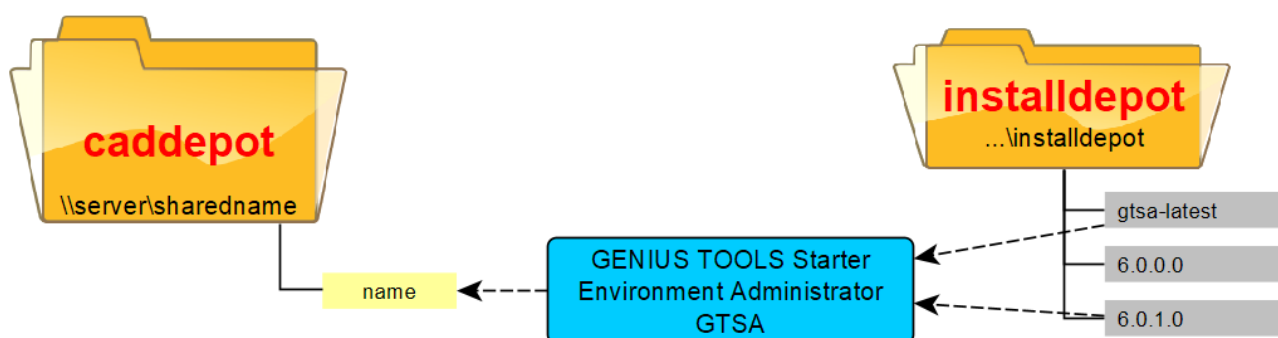 caddepot
\\server\sharedname
name
GENIUS TOOLS Starter
Environment Administrator
GTSA
installdepot
...\installdepot
gtsa-latest
6.0.0.0
6.0.1.0